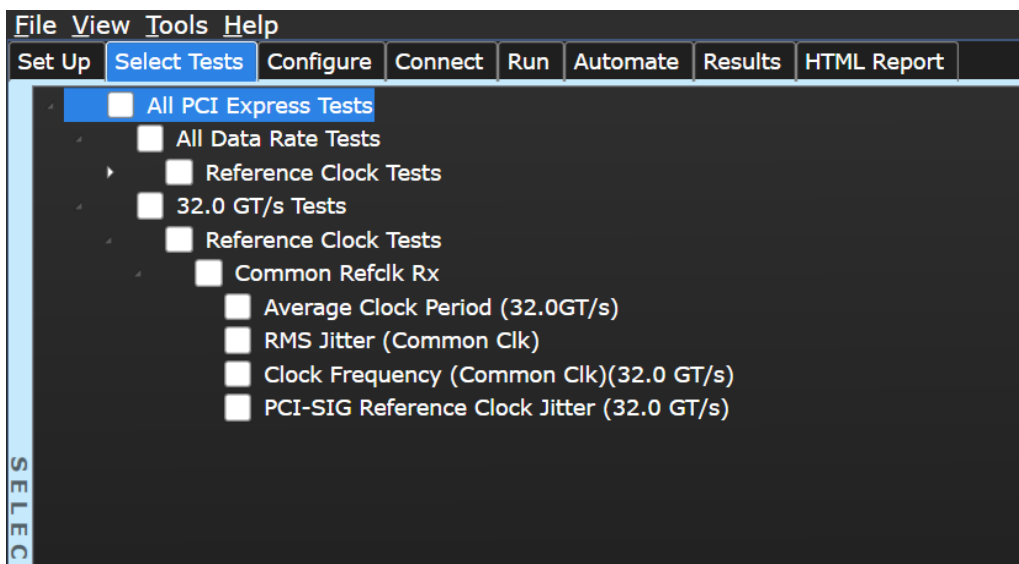 File View Tools Help
Set Up Select Tests Configure Connect Run Automate Results HTML Report
All PCI Express Tests
All Data Rate Tests
Reference Clock Tests
32.0 GT/s Tests
Reference Clock Tests
Common Refclk Rx
Average Clock Period (32.0GT/s)
RMS Jitter (Common Clk)
Clock Frequency (Common Clk)(32.0 GT/s)
PCI-SIG Reference Clock Jitter (32.0 GT/s)
SELEC